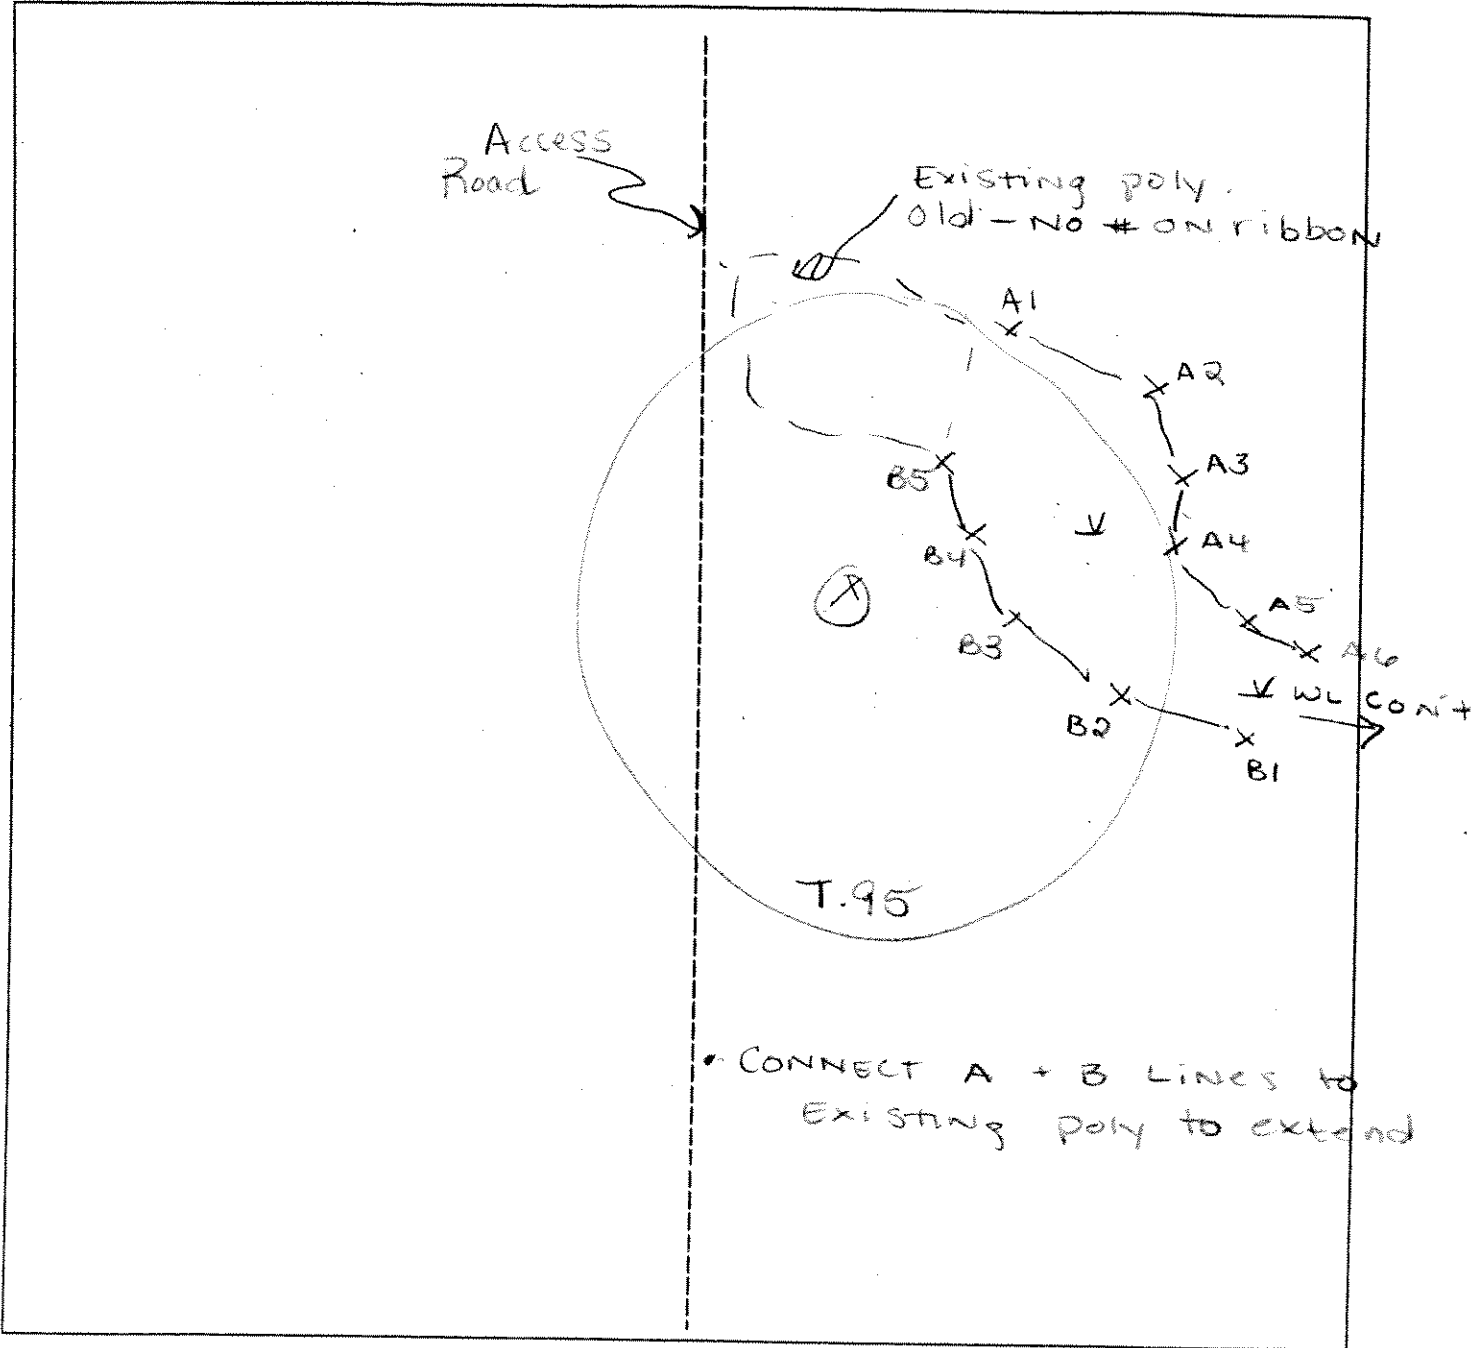 Access
Road
Existing poly.
Old - No # ON ribbon
A1
A2
A3
A4
A5
A6
B5
B4
B3
B2
B1
WL CONT
T.95
• CONNECT A + B LINES to
Existing poly to extend